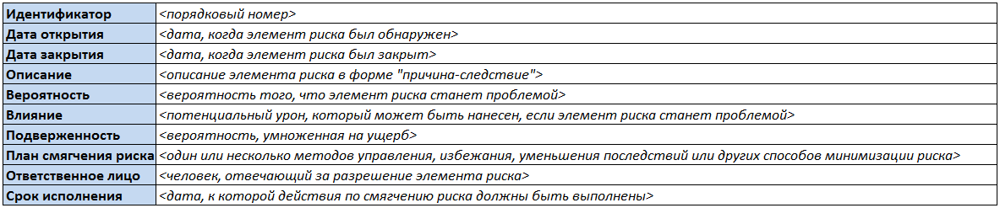 Идентификатор <порядковый номер>
Дата открытия <дата, когда элемент риска был обнаружен>
Дата закрытия <дата, когда элемент риска был закрыт>
Описание <описание элемента риска в форме "причина-следствие">
Вероятность <вероятность того, что элемент риска станет проблемой>
Влияние <потенциальный урон, который может быть нанесен, если элемент риска станет проблемой>
Подверженность <вероятность, умноженная на ущерб>
План смягчения риска <один или несколько методов управления, избежания, уменьшения последствий или других способов минимизации риска>
Ответственное лицо <человек, отвечающий за разрешение элемента риска>
Срок исполнения <дата, к которой действия по смягчению риска должны быть выполнены>